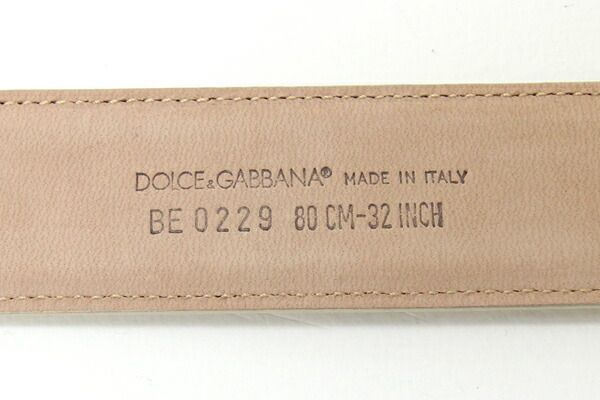 DOLCE&GABBANA® MADE IN ITALY
BE 0229 80 CM-32 INCH